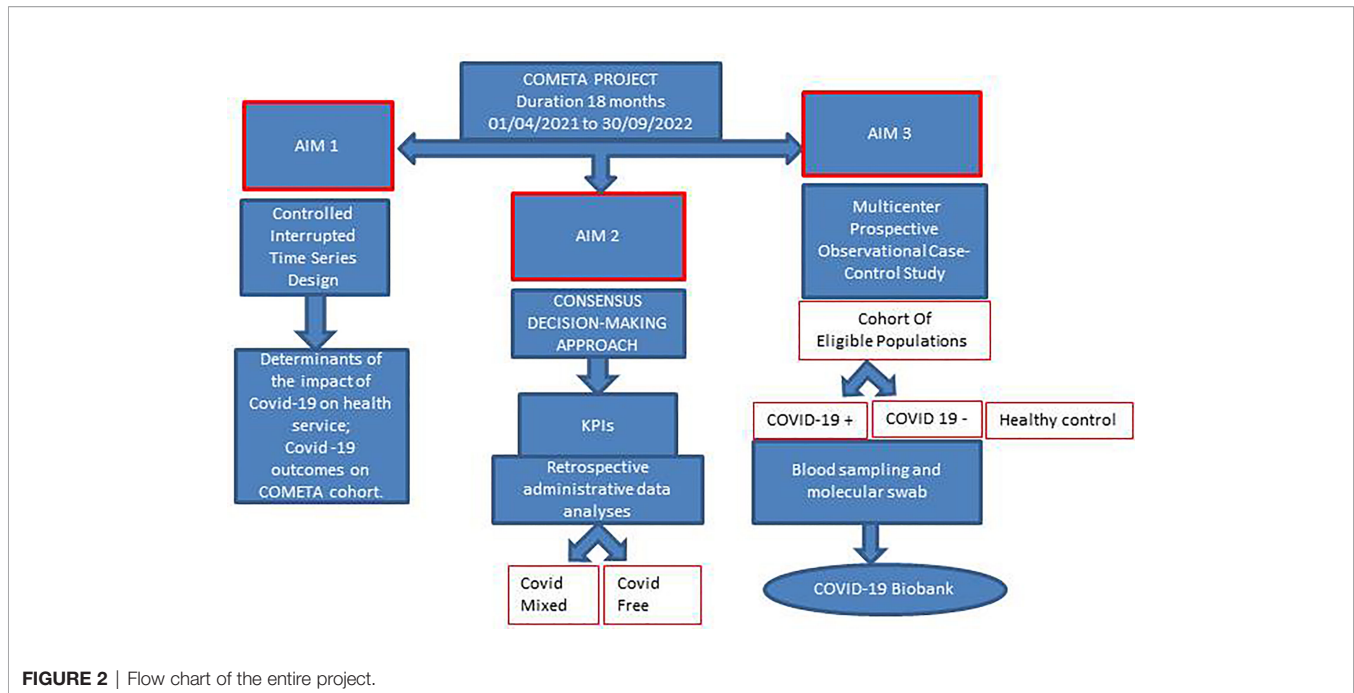 COMETA PROJECT
Duration 18 months
01/04/2021 to 30/09/2022
AIM 1
Controlled
Interrupted
Time Series
Design
Determinants of
the impact of
Covid-19 on health
service;
Covid -19
outcomes on
COMETA cohort.
AIM 2
CONSENSUS
DECISION-MAKING
APPROACH
KPIs
Retrospective
administrative data
analyses
Covid
Mixed
Covid
Free
AIM 3
Multicenter
Prospective
Observational Case-
Control Study
Cohort Of
Eligible Populations
COVID-19 +
COVID 19 -
Healthy control
Blood sampling and
molecular swab
COVID-19 Biobank
FIGURE 2 | Flow chart of the entire project.